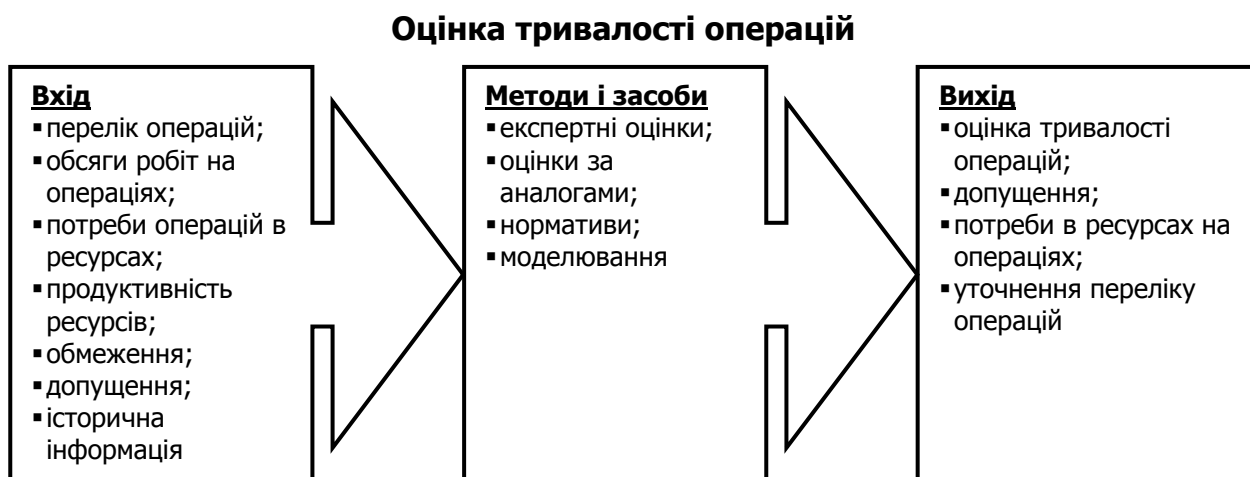 Оцінка тривалості операцій
Вхід
▪перелік операцій;
▪обсяги робіт на
операціях;
▪потреби операцій в
ресурсах;
▪продуктивність
ресурсів;
▪обмеження;
▪допущення;
▪історична
інформація
Методи і засоби
▪експертні оцінки;
▪оцінки за
аналогами;
▪нормативи;
▪моделювання
Вихід
▪оцінка тривалості
операцій;
▪допущення;
▪потреби в ресурсах на
операціях;
▪уточнення переліку
операцій